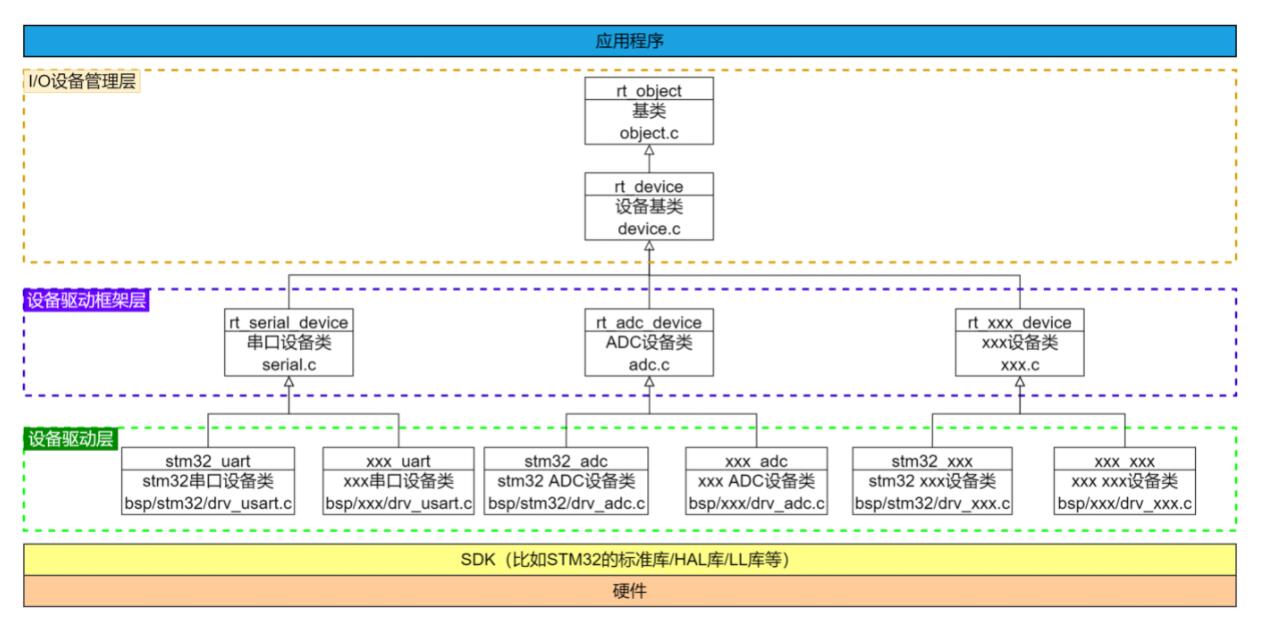 应用程序
I/O设备管理层
rt_object
基类
object.c
rt_device
设备基类
device.c
设备驱动框架层
rt_serial_device
串口设备类
serial.c
rt_adc_device
ADC设备类
adc.c
rt_xxx_device
xxx设备类
xxx.c
设备驱动层
stm32_uart
stm32串口设备类
bsp/stm32/drv_usart.c
xxx_uart
xxx串口设备类
bsp/xxx/drv_usart.c
stm32_adc
stm32 ADC设备类
bsp/stm32/drv_adc.c
xxx_adc
xxx ADC设备类
bsp/xxx/drv_adc.c
stm32_xxx
stm32 xxx设备类
bsp/stm32/drv_xxx.c
xxx_xxx
xxx xxx设备类
bsp/xxx/drv_xxx.c
SDK（比如STM32的标准库/HAL库/LL库等）
硬件